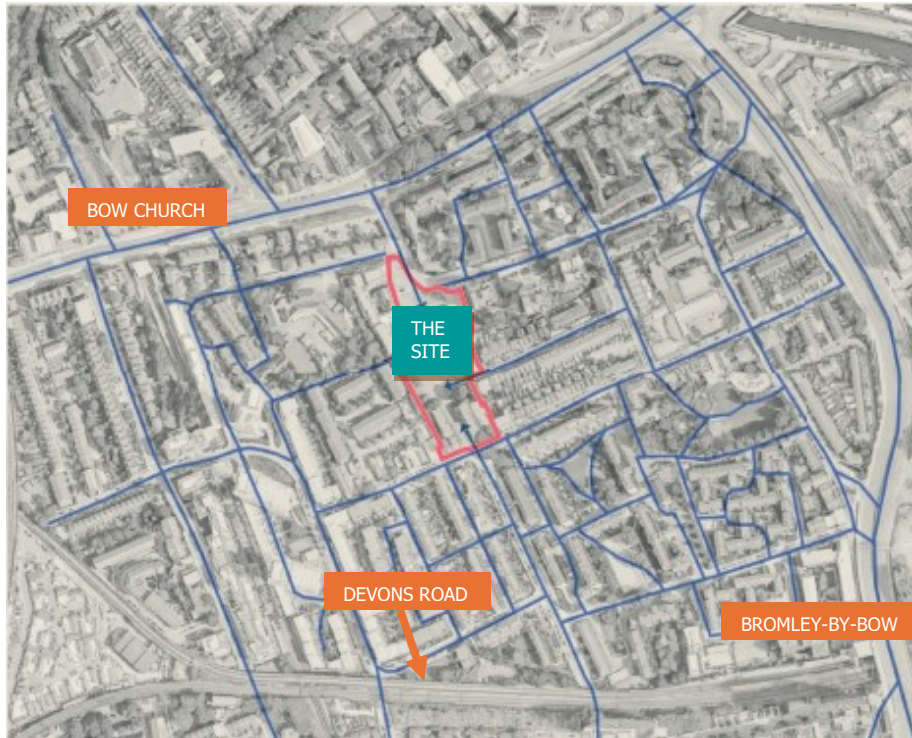 BOW CHURCH
THE
SITE
DEVONS ROAD
BROMLEY-BY-BOW